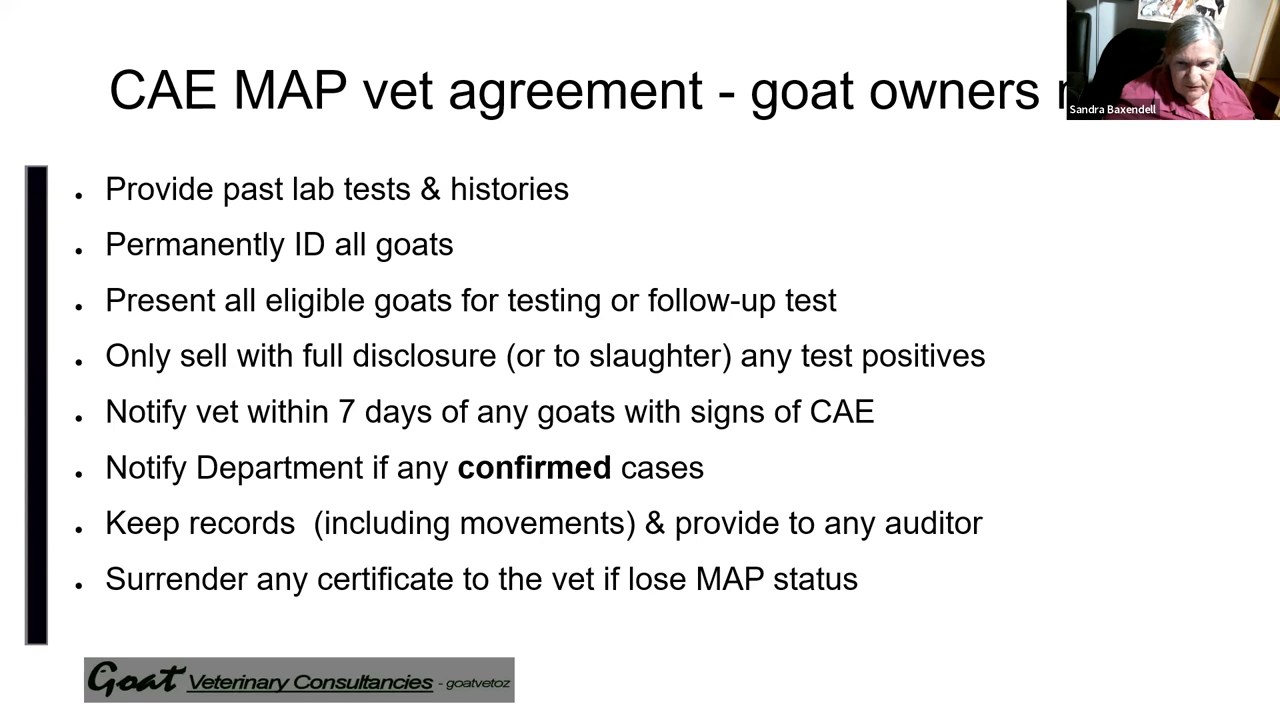 CAE MAP vet agreement - goat owners
Sandra Baxendell
Provide past lab tests & histories
Permanently ID all goats
Present all eligible goats for testing or follow-up test
Only sell with full disclosure (or to slaughter) any test positives
Notify vet within 7 days of any goats with signs of CAE
Notify Department if any confirmed cases
Keep records  (including movements) & provide to any auditor
Surrender any certificate to the vet if lose MAP status
Goat Veterinary Consultancies - goatvetoz